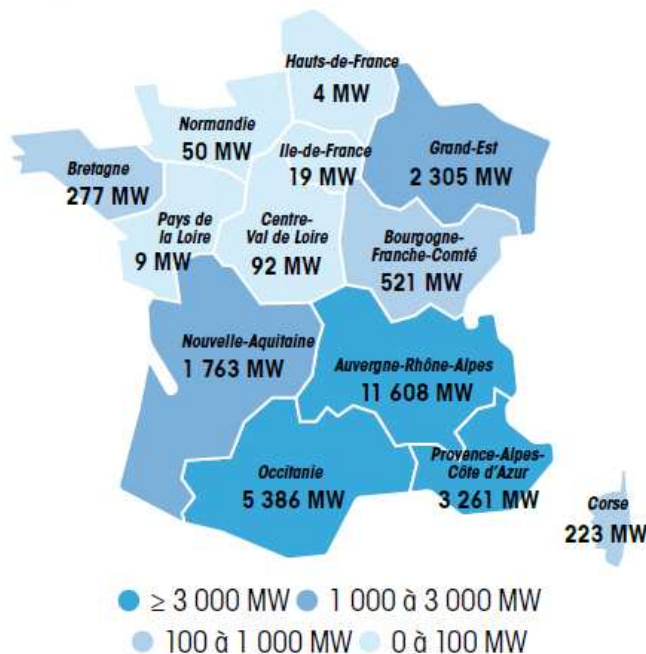 Hauts-de-France
4 MW
Normandie
50 MW
Ile-de-France
19 MW
Grand-Est
2 305 MW
Bretagne
277 MW
Pays de
la Loire
9 MW
Centre-
Val de Loire
92 MW
Bourgogne-
Franche-Comté
521 MW
Nouvelle-Aquitaine
1 763 MW
Auvergne-Rhône-Alpes
11 608 MW
Occitanie
5 386 MW
Provence-Alpes-
Côte d'Azur
3 261 MW
Corse
223 MW
≥ 3 000 MW 1 000 à 3 000 MW
100 à 1 000 MW 0 à 100 MW